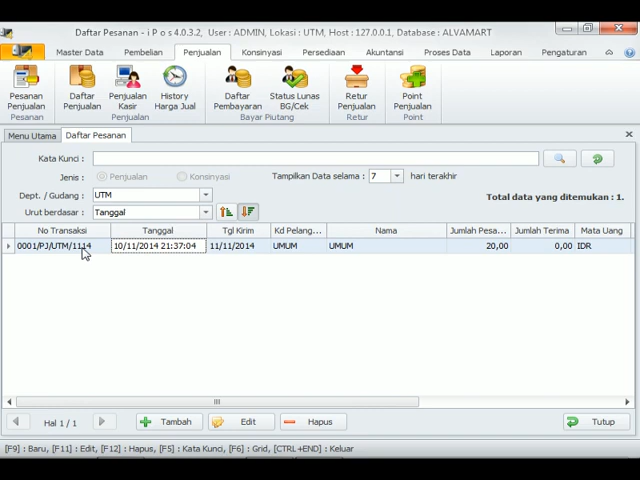 Daftar Pesanan - i P o s 4.0.3.2, User : ADMIN, Lokasi : UTM, Host : 127.0.0.1, Database : ALVAMART
Master Data Pembelian Penjualan Konsinyasi Persediaan Akuntansi Proses Data Laporan Pengaturan
Pesanan Penjualan
Daftar Penjualan
Penjualan Kasir
History Harga Jual
Daftar Pembayaran
Status Lunas BG/Cek
Retur Penjualan
Point Penjualan
Pesanan Penjualan Bayar Piutang Retur Point
Menu Utama Daftar Pesanan
Kata Kunci :
Jenis : Penjualan Konsinyasi Tampilkan Data selama : 7 hari terakhir
Dept. / Gudang : UTM
Total data yang ditemukan : 1.
Urut berdasar : Tanggal
No Transaksi Tanggal Tgl Kirim Kd Pelang... Nama Jumlah Pesa... Jumlah Terima Mata Uang
0001/PJ/UTM/1114 10/11/2014 21:37:04 11/11/2014 UMUM UMUM 20,00 0,00 IDR
Hal 1 / 1 Tambah Edit Hapus Tutup
[F9] : Baru, [F11] : Edit, [F12] : Hapus, [F5] : Kata Kunci, [F6] : Grid, [CTRL+END] : Keluar